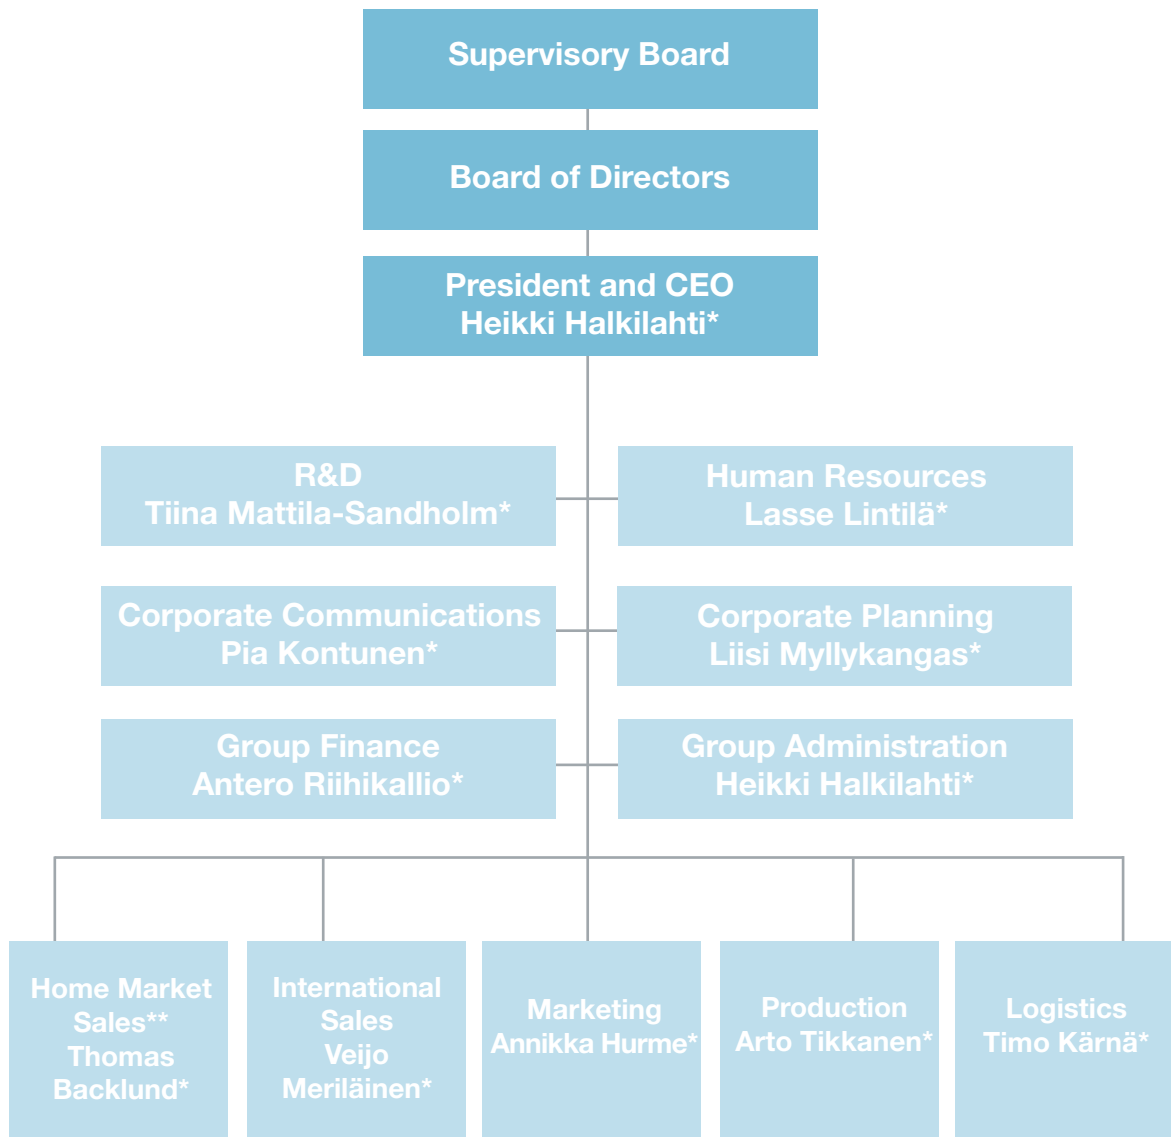 Supervisory Board
Board of Directors
President and CEO
Heikki Halkilahti*
R&D
Tiina Mattila-Sandholm*
Human Resources
Lasse Lintilä*
Corporate Communications
Pia Kontunen*
Corporate Planning
Liisi Myllykangas*
Group Finance
Antero Riihikallio*
Group Administration
Heikki Halkilahti*
Home Market
Sales**
Thomas
Backlund*
International
Sales
Veijo
Meriläinen*
Marketing
Annikka Hurme*
Production
Arto Tikkanen*
Logistics
Timo Kärnä*